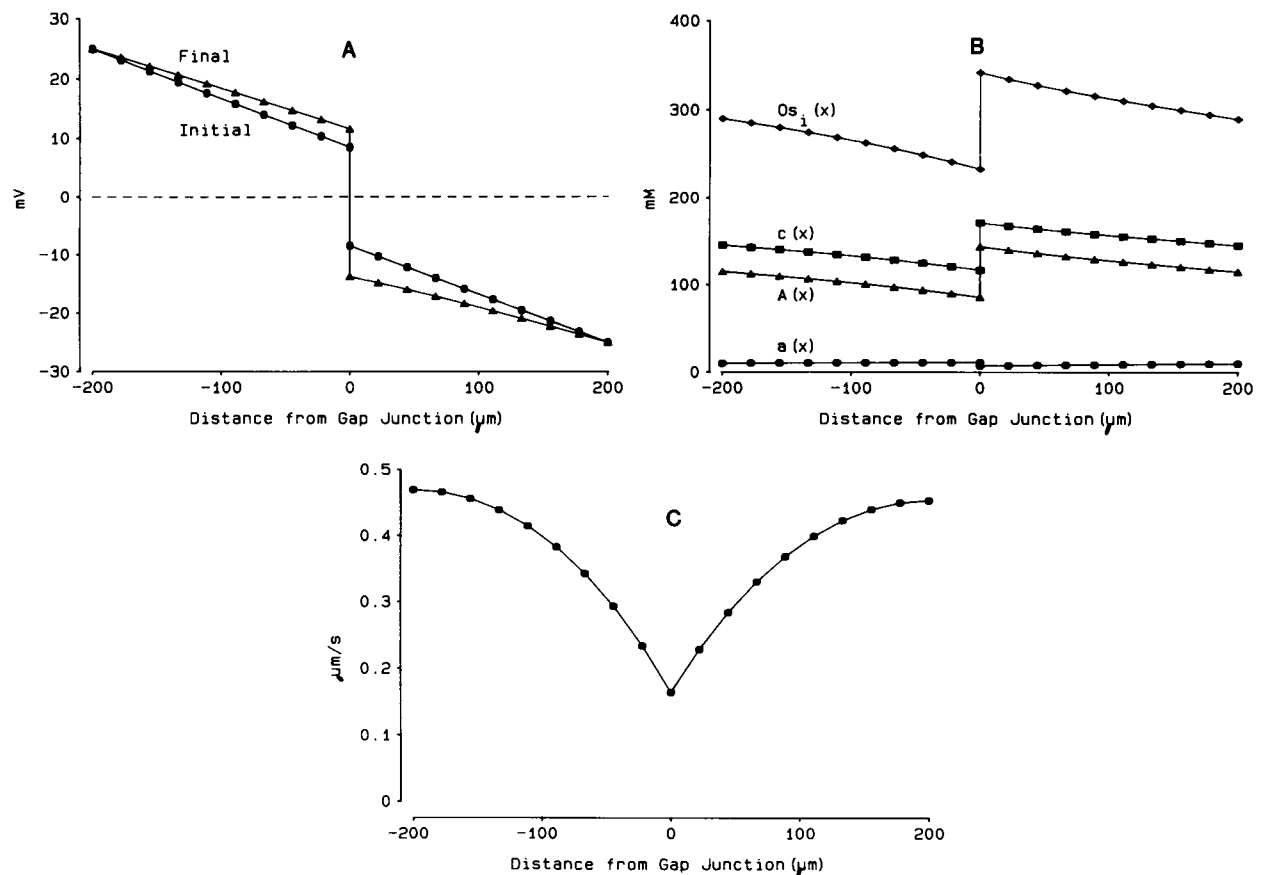 A
30
20
10
0
-10
-20
-30
mV
Final
Initial
-200 -100 0 100 200
Distance from Gap Junction (μm)
B
400
300
200
100
0
mM
Os i (x)
c (x)
A (x)
a (x)
-200 -100 0 100 200
Distance from Gap Junction (μm)
C
0.5
0.4
0.3
0.2
0.1
0
μm/s
-200 -100 0 100 200
Distance from Gap Junction (μm)